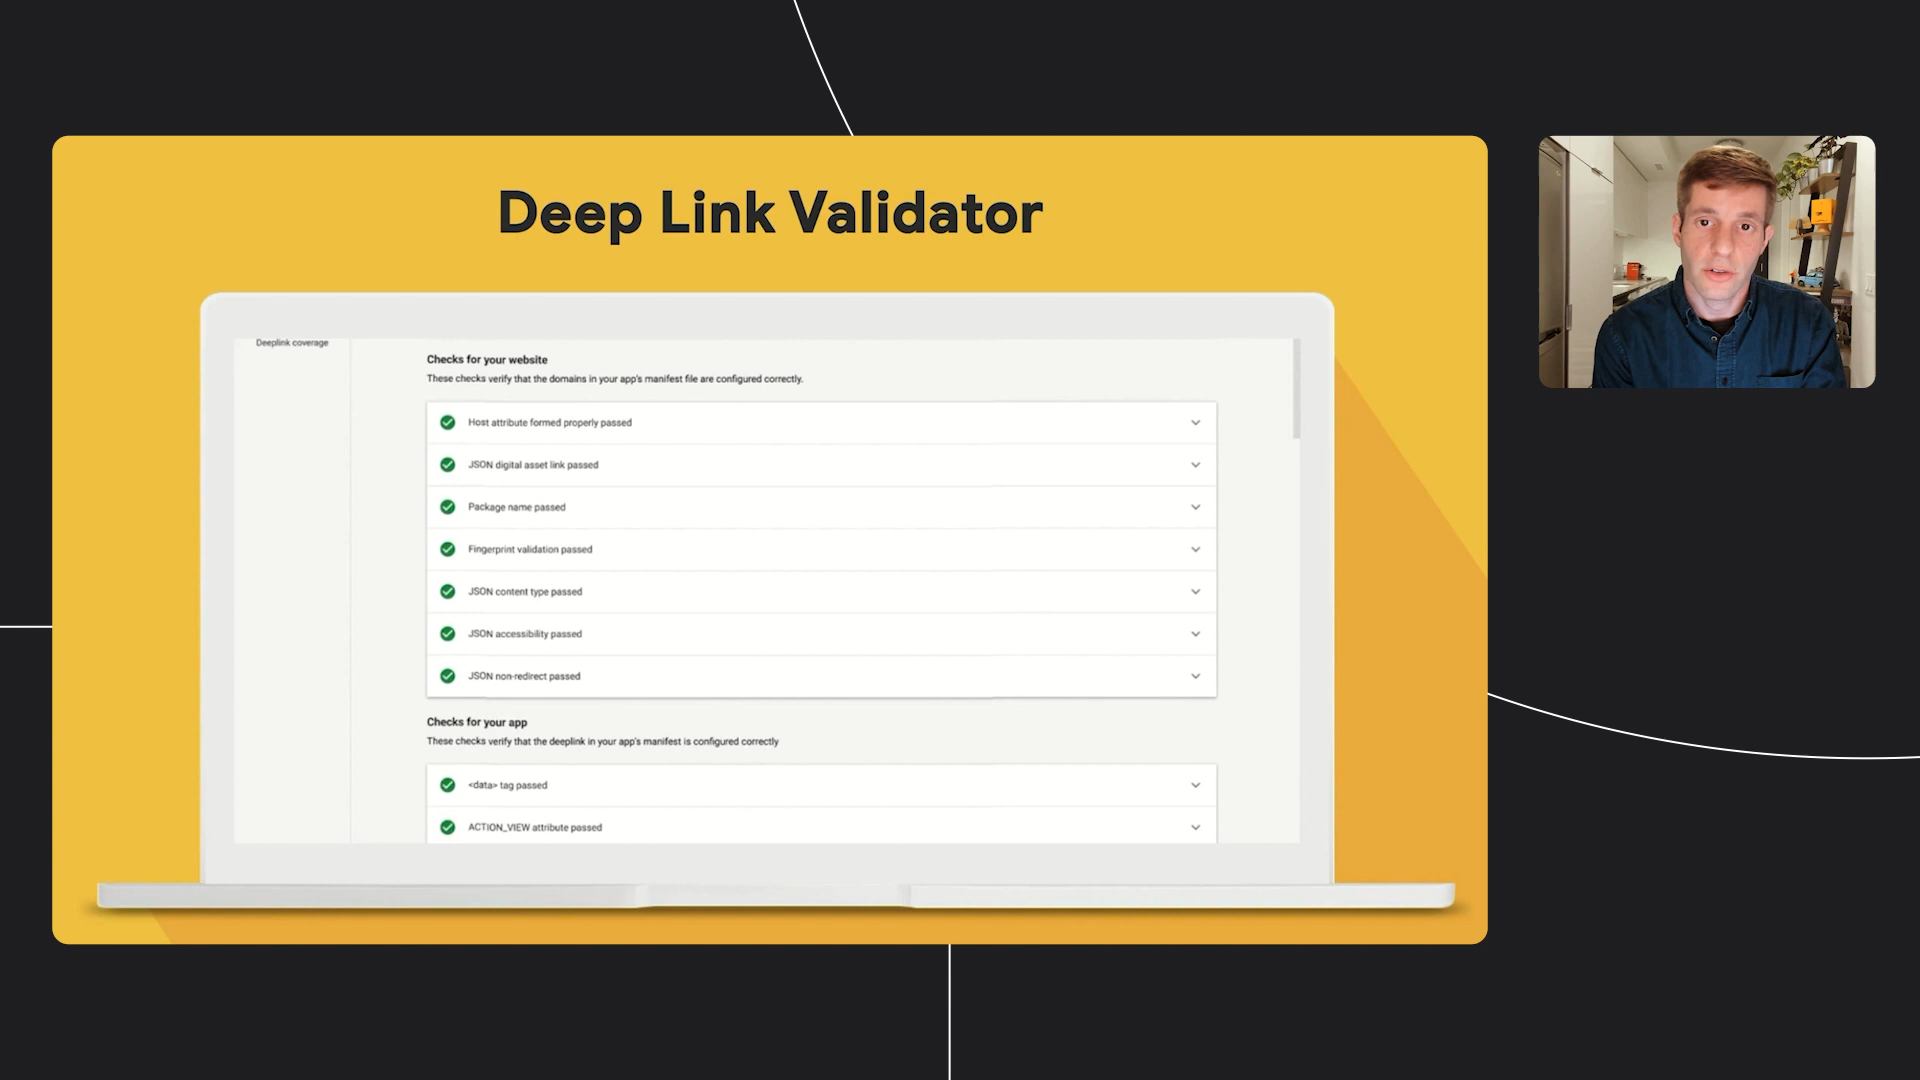 Deep Link Validator
Deeplink coverage
Checks for your website
These checks verify that the domains in your app's manifest file are configured correctly.
Host attribute formed properly passed
JSON digital asset link passed
Package name passed
Fingerprint validation passed
JSON content type passed
JSON accessibility passed
JSON non-redirect passed
Checks for your app
These checks verify that the deeplink in your app's manifest is configured correctly
<data> tag passed
ACTION_VIEW attribute passed